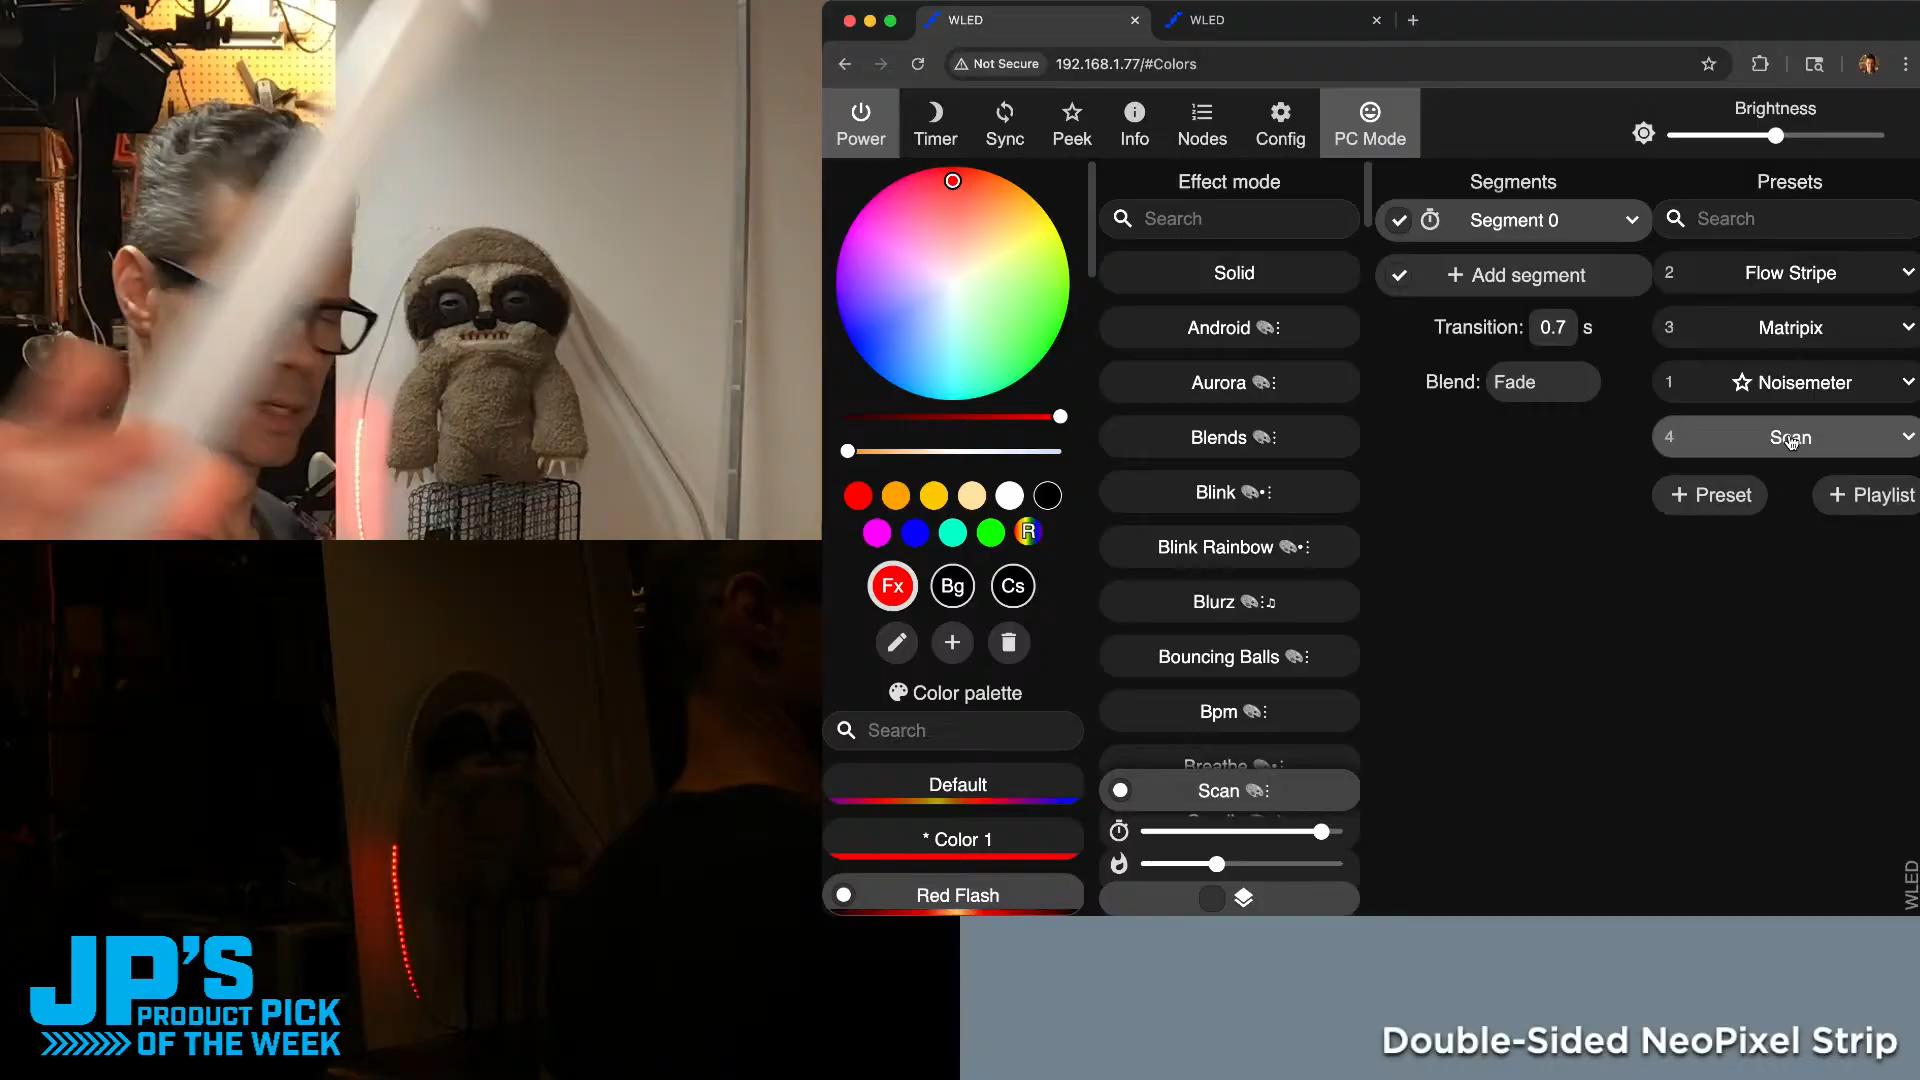 WLED
WLED
Not Secure
192.168.1.77/#Colors
Power
Timer
Sync
Peek
Info
Nodes
Config
PC Mode
Brightness
Effect mode
Search
Solid
Android
Aurora
Blends
Blink
Blink Rainbow
Blurz
Bouncing Balls
Bpm
Breathe
Scan
Segments
Segment 0
+ Add segment
Transition: 0.7 s
Blend: Fade
Presets
Search
2 Flow Stripe
3 Matripix
1 Noisemeter
4 Scan
+ Preset
+ Playlist
R
Fx
Bg
Cs
Color palette
Search
Default
* Color 1
Red Flash
WLED
JP'S
PRODUCT PICK
OF THE WEEK
Double-Sided NeoPixel Strip